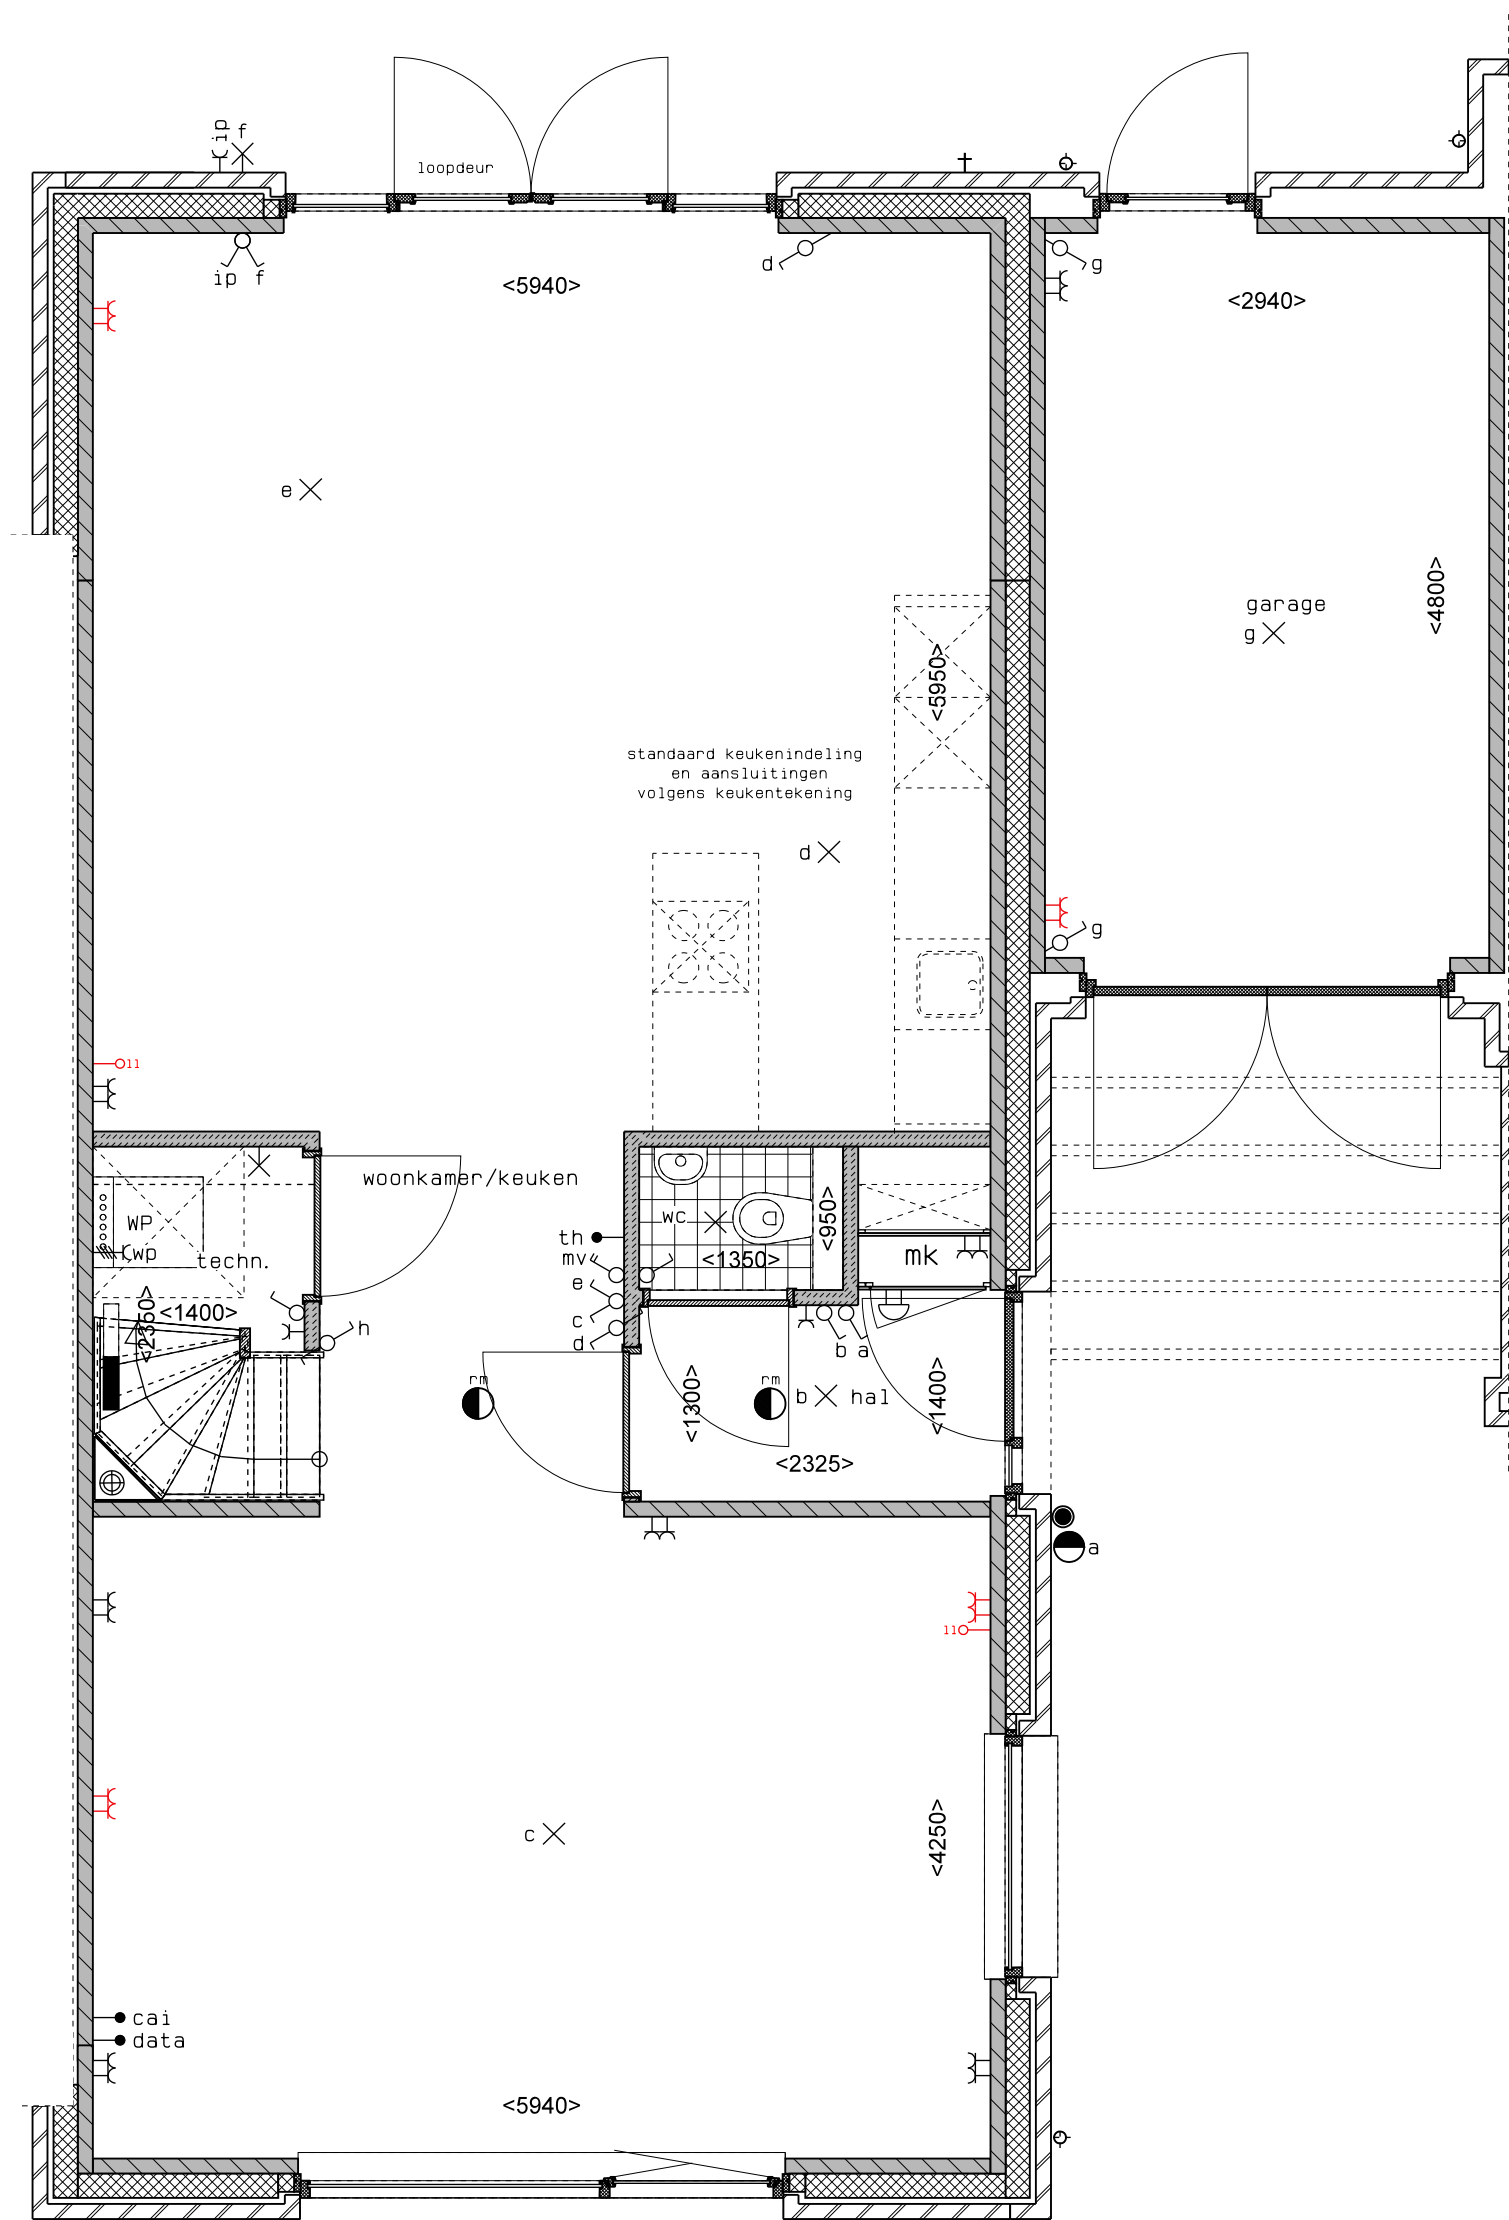 ip
f
loopdeur
ip f
<5940>
d
g
<2940>
e
garage
g
<4800>
<5950>
standaard keukenindeling
en aansluitingen
volgens keukentekening
d
g
11
woonkamer/keuken
WP
wp
techn.
<1400>
<2350>
h
th
mv
e
c
d
wc
<1350>
<950>
mk
b a
rm
rm
<1300>
b
hal
<1400>
<2325>
a
11
c
<4250>
cai
data
<5940>